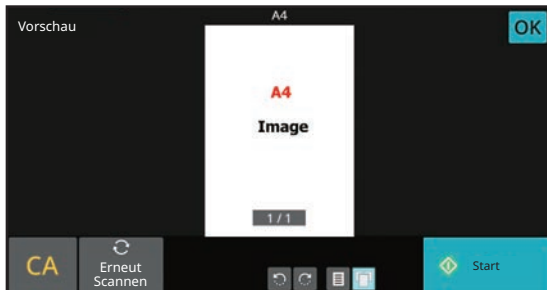 A4
Vorschau
OK
A4
Image
1 / 1
CA
Erneut
Scannen
Start